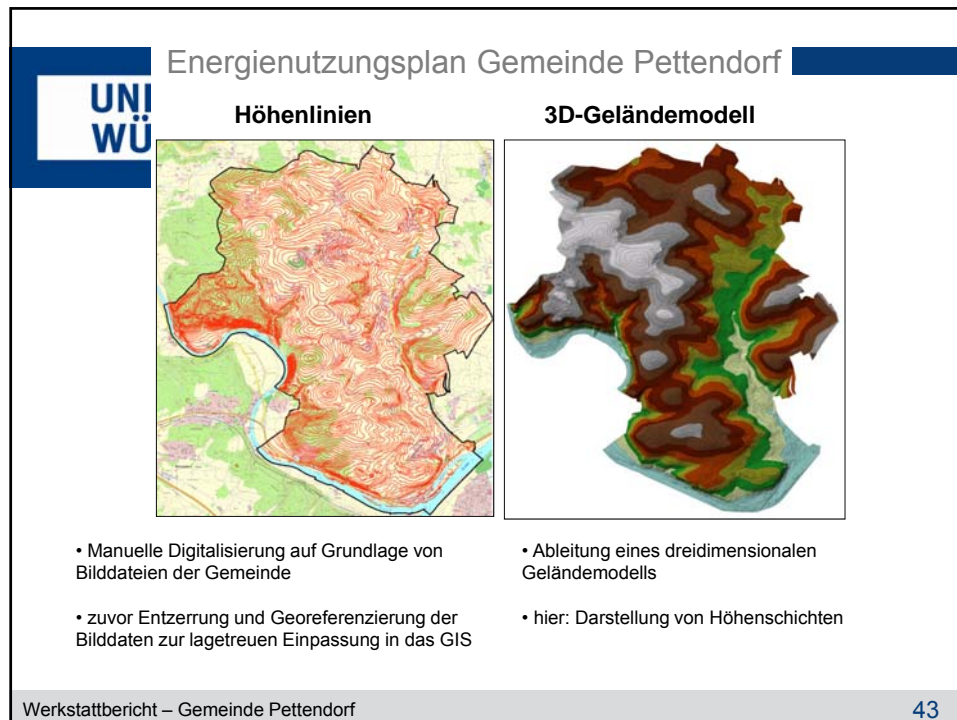 Energienutzungsplan Gemeinde Pettendorf
UNI
WÜ
Höhenlinien
3D-Geländemodell
• Manuelle Digitalisierung auf Grundlage von
Bilddateien der Gemeinde
• zuvor Entzerrung und Georeferenzierung der
Bilddaten zur lagetreuen Einpassung in das GIS
• Ableitung eines dreidimensionalen
Geländemodells
• hier: Darstellung von Höhenschichten
Werkstattbericht – Gemeinde Pettendorf
43